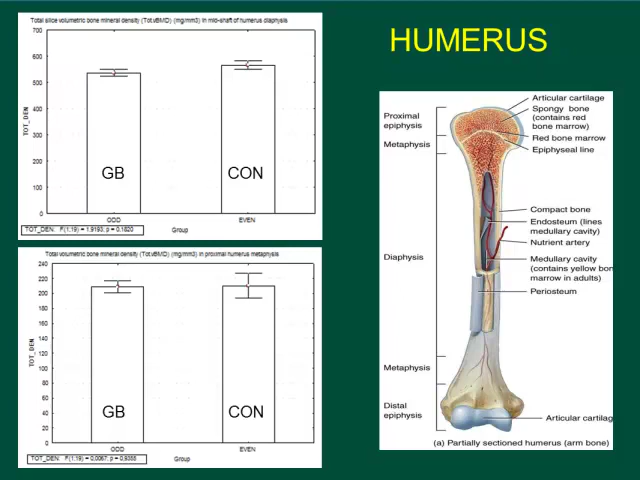 HUMERUS
Total slice volumetric bone mineral density (Tot.vBMD) (mg/mm3) in mid-shaft of humerus diaphysis
TOT_DEN
700
600
500
400
300
200
100
0
GB
CON
ODD
EVEN
Group
TOT_DEN: F(1;19) = 1,9193; p = 0,1820
Total volumetric bone mineral density (Tot.vBMD) (mg/mm3) in proximal humerus metaphysis
TOT_DEN
240
220
200
180
160
140
120
100
80
60
40
20
0
GB
CON
ODD
EVEN
Group
TOT_DEN: F(1;19) = 0,0067; p = 0,9355
Proximal
epiphysis
Metaphysis
Diaphysis
Metaphysis
Distal
epiphysis
Articular cartilage
Spongy bone
(contains red
bone marrow)
Red bone marrow
Epiphyseal line
Compact bone
Endosteum (lines
medullary cavity)
Nutrient artery
Medullary cavity
(contains yellow bon
marrow in adults)
Periosteum
Articular cartilag
(a) Partially sectioned humerus (arm bone)